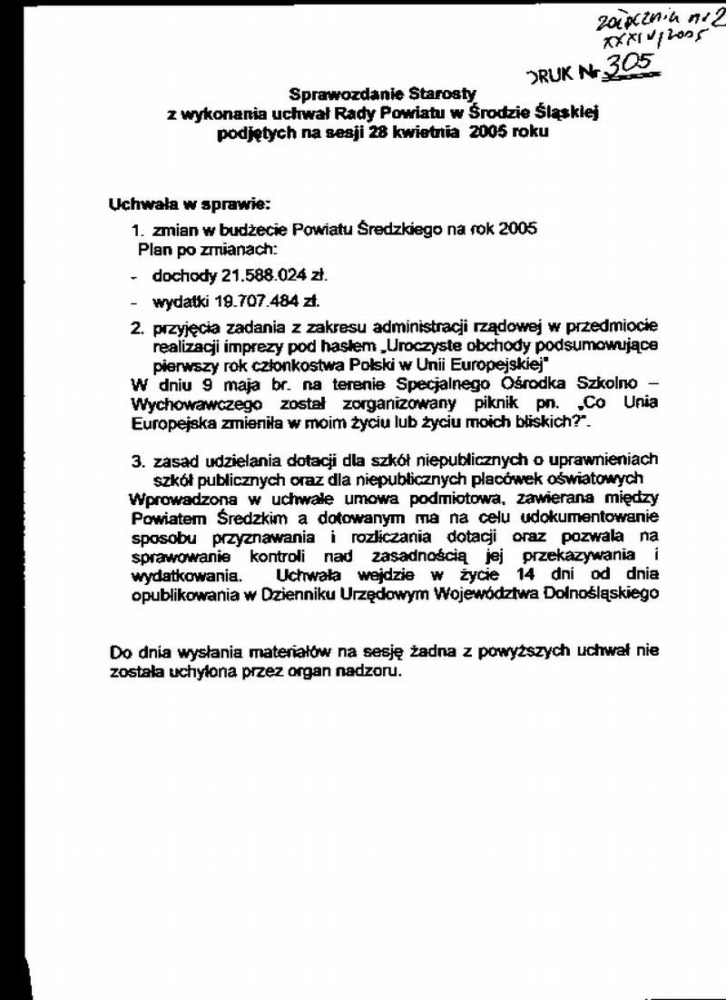 załącznik nr 2
XXXIV/2005
DRUK Nr 305
Sprawozdanie Starosty
z wykonania uchwał Rady Powiatu w Środzie Śląskiej
podjętych na sesji 28 kwietnia 2005 roku
Uchwała w sprawie:
1. zmian w budżecie Powiatu Średzkiego na rok 2005
Plan po zmianach:
- dochody 21.588.024 zł.
- wydatki 19.707.484 zł.
2. przyjęcia zadania z zakresu administracji rządowej w przedmiocie
realizacji imprezy pod hasłem „Uroczyste obchody podsumowujące
pierwszy rok członkostwa Polski w Unii Europejskiej"
W dniu 9 maja br. na terenie Specjalnego Ośrodka Szkolno –
Wychowawczego został zorganizowany piknik pn. „Co Unia
Europejska zmieniła w moim życiu lub życiu moich bliskich?".
3. zasad udzielania dotacji dla szkół niepublicznych o uprawnieniach
szkół publicznych oraz dla niepublicznych placówek oświatowych
Wprowadzona w uchwale umowa podmiotowa, zawierana między
Powiatem Średzkim a dotowanym ma na celu udokumentowanie
sposobu przyznawania i rozliczania dotacji oraz pozwala na
sprawowanie kontroli nad zasadnością jej przekazywania i
wydatkowania. Uchwała wejdzie w życie 14 dni od dnia
opublikowania w Dzienniku Urzędowym Województwa Dolnośląskiego
Do dnia wysłania materiałów na sesję żadna z powyższych uchwał nie
została uchylona przez organ nadzoru.